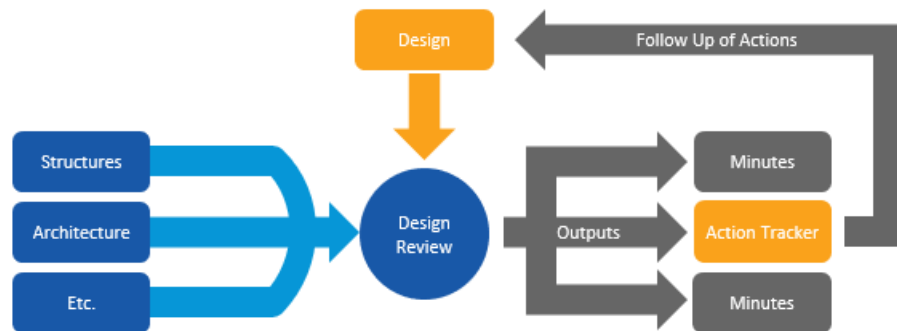 Design
Follow Up of Actions
Structures
Minutes
Architecture
Design
Review
Outputs
Action Tracker
Etc.
Minutes